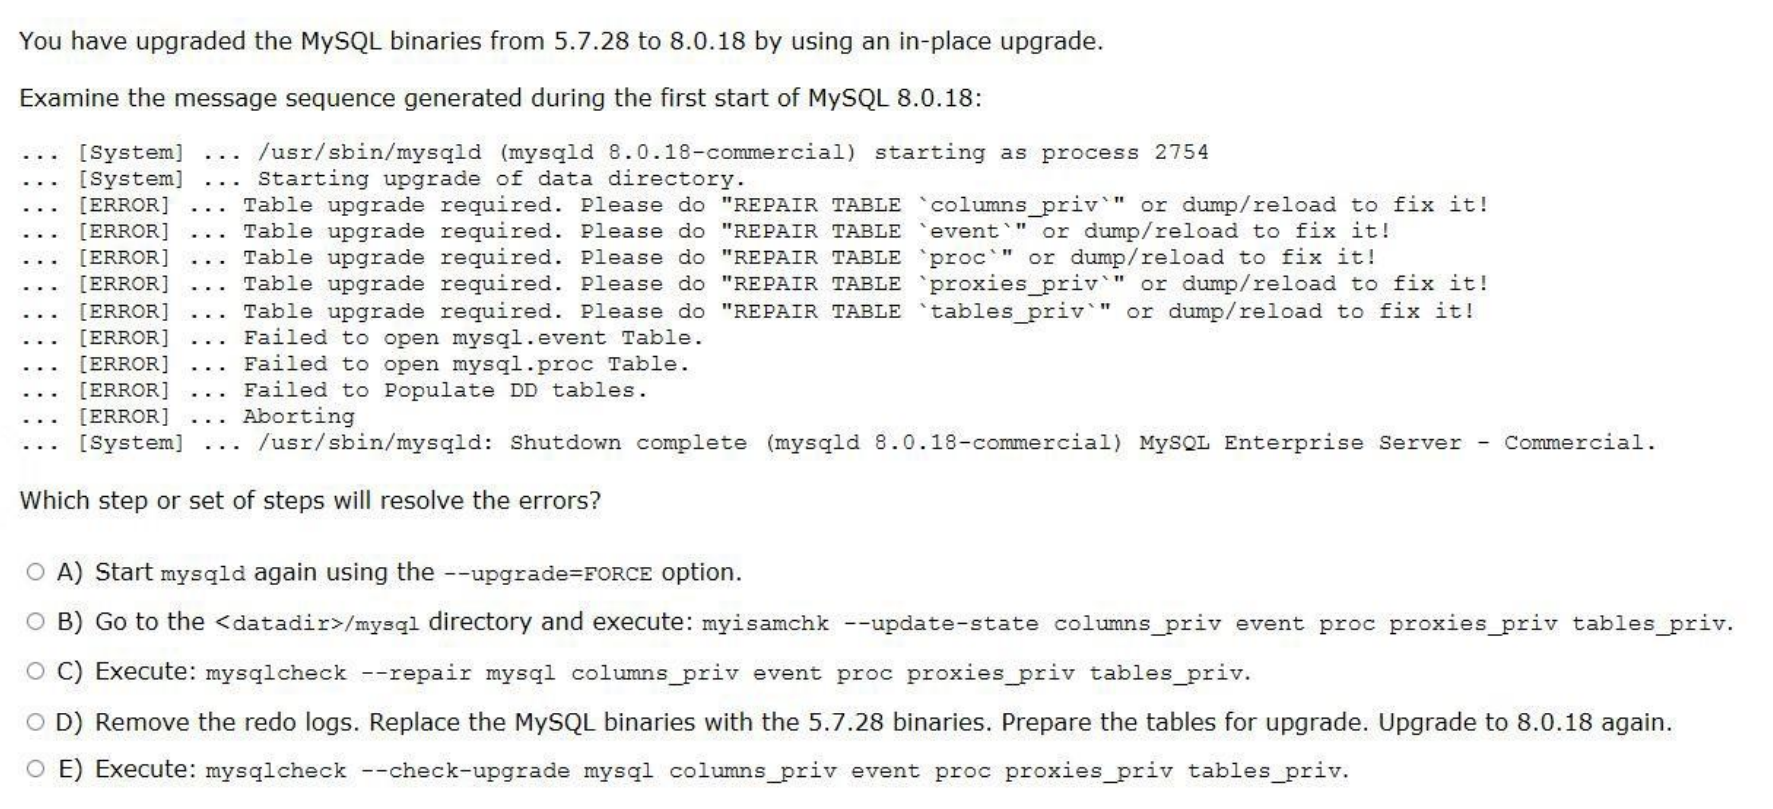 You have upgraded the MySQL binaries from 5.7.28 to 8.0.18 by using an in-place upgrade.
Examine the message sequence generated during the first start of MySQL 8.0.18:
... [System] ... /usr/sbin/mysqld (mysqld 8.0.18-commercial) starting as process 2754
... [System] ... Starting upgrade of data directory.
... [ERROR] ... Table upgrade required. Please do "REPAIR TABLE `columns_priv`" or dump/reload to fix it!
... [ERROR] ... Table upgrade required. Please do "REPAIR TABLE `event`" or dump/reload to fix it!
... [ERROR] ... Table upgrade required. Please do "REPAIR TABLE `proc`" or dump/reload to fix it!
... [ERROR] ... Table upgrade required. Please do "REPAIR TABLE `proxies_priv`" or dump/reload to fix it!
... [ERROR] ... Table upgrade required. Please do "REPAIR TABLE `tables_priv`" or dump/reload to fix it!
... [ERROR] ... Failed to open mysql.event Table.
... [ERROR] ... Failed to open mysql.proc Table.
... [ERROR] ... Failed to Populate DD tables.
... [ERROR] ... Aborting
... [System] ... /usr/sbin/mysqld: Shutdown complete (mysqld 8.0.18-commercial) MySQL Enterprise Server - Commercial.
Which step or set of steps will resolve the errors?
A) Start mysqld again using the --upgrade=FORCE option.
B) Go to the <datadir>/mysql directory and execute: myisamchk --update-state columns_priv event proc proxies_priv tables_priv.
C) Execute: mysqlcheck --repair mysql columns_priv event proc proxies_priv tables_priv.
D) Remove the redo logs. Replace the MySQL binaries with the 5.7.28 binaries. Prepare the tables for upgrade. Upgrade to 8.0.18 again.
E) Execute: mysqlcheck --check-upgrade mysql columns_priv event proc proxies_priv tables_priv.